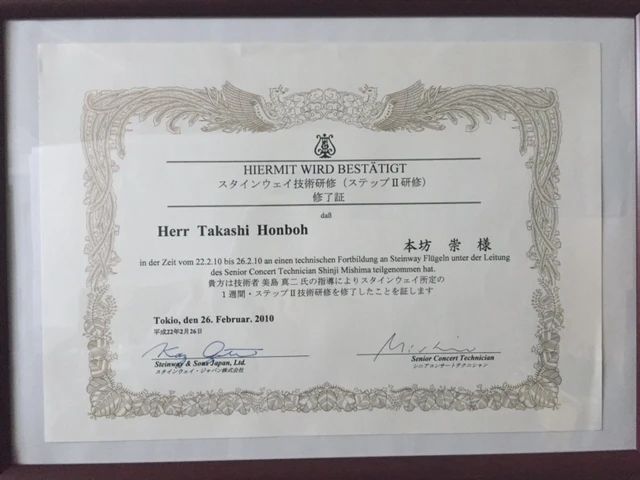 HIERMIT WIRD BESTÄTIGT
スタインウェイ技術研修（ステップⅡ研修）
修了証
daß
Herr Takashi Honboh
本坊 崇 様
in der Zeit vom 22.2.10 bis 26.2.10 an einen technischen Fortbildung an Steinway Flügeln unter der Leitung
des Senior Concert Technician Shinji Mishima teilgenommen hat.
貴方は技術者 美島 真二 氏の指導によりスタインウェイ所定の
1週間・ステップⅡ技術研修を修了したことを証します
Tokio, den 26. Februar. 2010
平成22年2月26日
Mishima
Steinway & Sons Japan, Ltd.
スタインウェイ・ジャパン株式会社
Senior Concert Technician
シニアコンサートテクニシャン